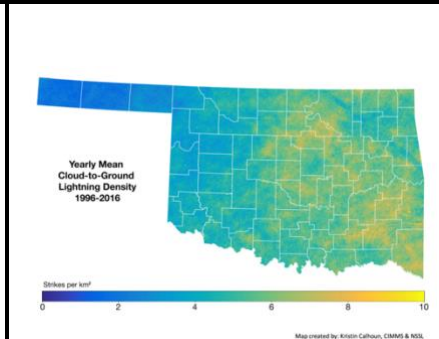 Yearly Mean
Cloud-to-Ground
Lightning Density
1996-2016
Strikes per km²
0 2 4 6 8 10
Map created by: Kristin Calhoun, CIMMS & NSSL